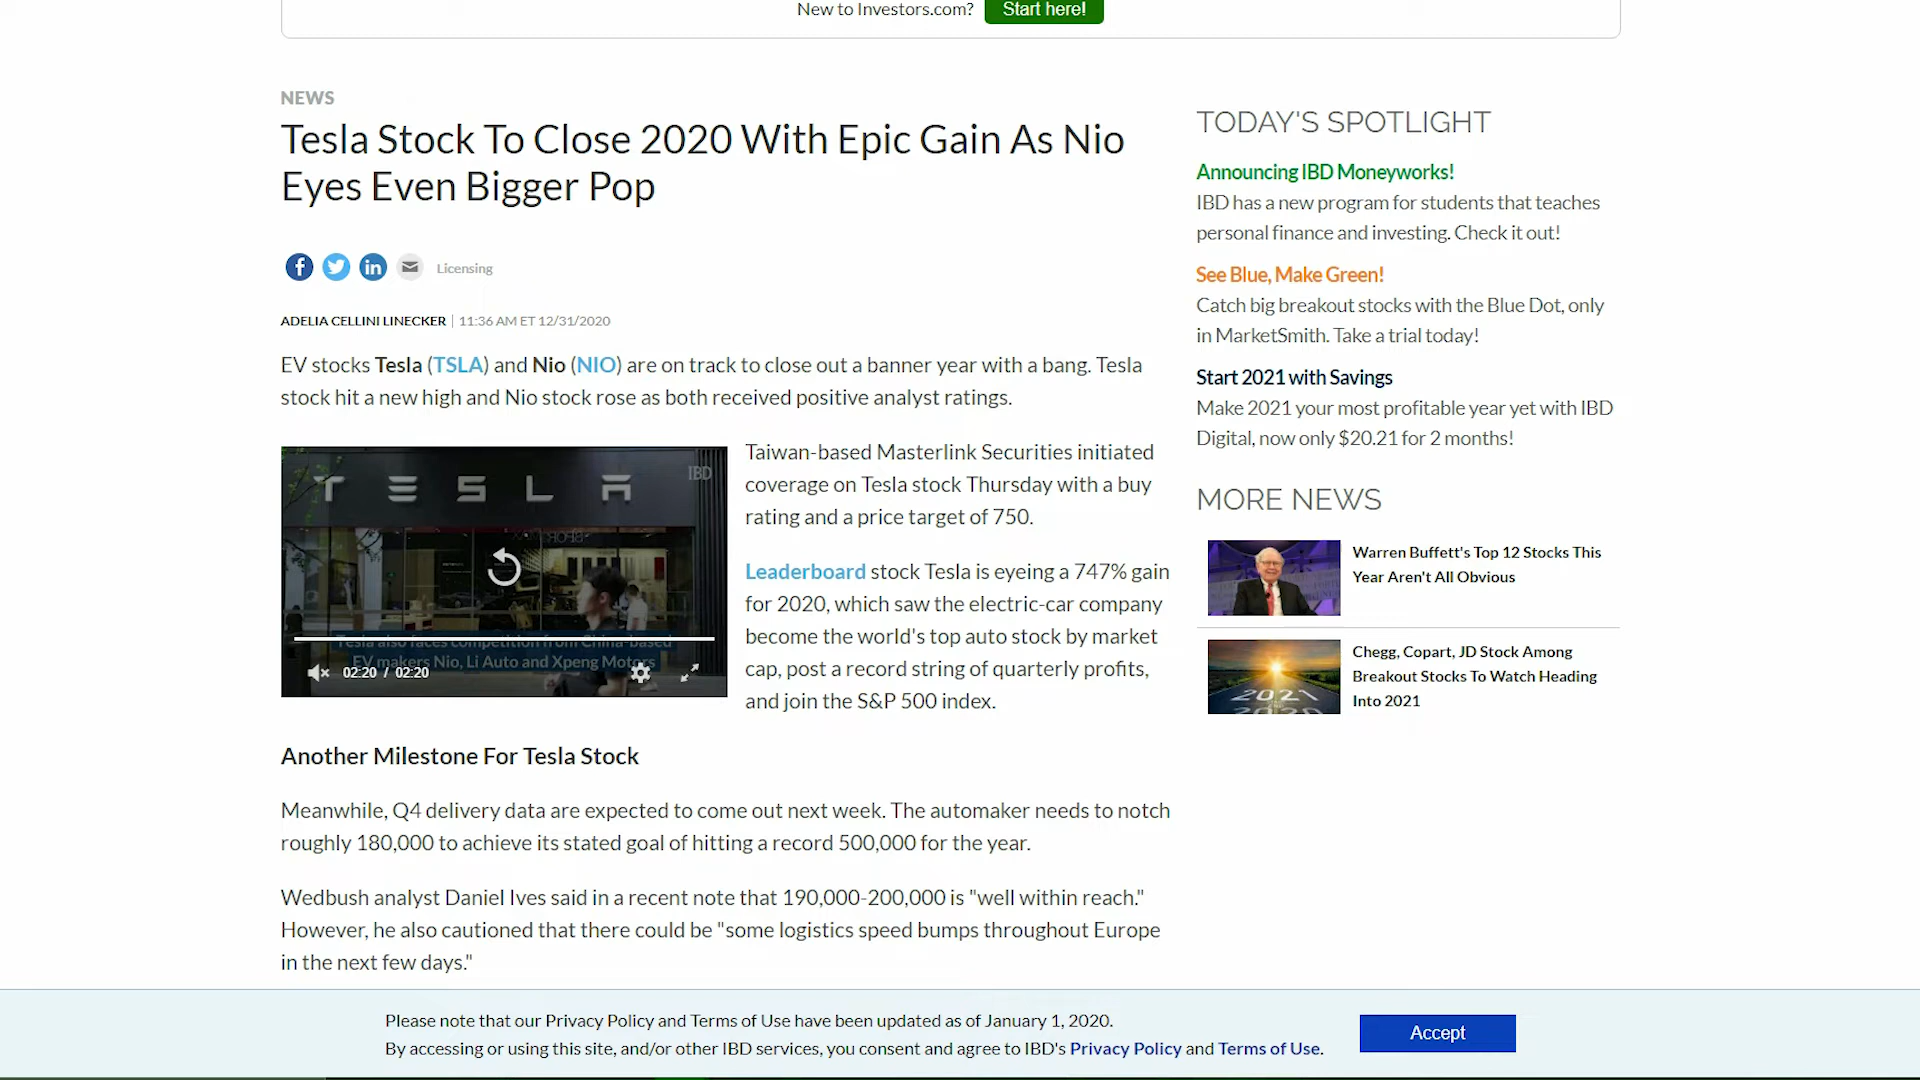 New to Investors.com? Start here!
NEWS
Tesla Stock To Close 2020 With Epic Gain As Nio
Eyes Even Bigger Pop
Licensing
ADELIA CELLINI LINECKER 11:36 AM ET 12/31/2020
EV stocks Tesla (TSLA) and Nio (NIO) are on track to close out a banner year with a bang. Tesla
stock hit a new high and Nio stock rose as both received positive analyst ratings.
TESLA
IBD
Tesla also faces competition from China-based
EV makers Nio, Li Auto and Xpeng Motors
02:20 / 02:20
Taiwan-based Masterlink Securities initiated
coverage on Tesla stock Thursday with a buy
rating and a price target of 750.
Leaderboard stock Tesla is eyeing a 747% gain
for 2020, which saw the electric-car company
become the world's top auto stock by market
cap, post a record string of quarterly profits,
and join the S&P 500 index.
Another Milestone For Tesla Stock
Meanwhile, Q4 delivery data are expected to come out next week. The automaker needs to notch
roughly 180,000 to achieve its stated goal of hitting a record 500,000 for the year.
Wedbush analyst Daniel Ives said in a recent note that 190,000-200,000 is "well within reach."
However, he also cautioned that there could be "some logistics speed bumps throughout Europe
in the next few days."
TODAY'S SPOTLIGHT
Announcing IBD Moneyworks!
IBD has a new program for students that teaches
personal finance and investing. Check it out!
See Blue, Make Green!
Catch big breakout stocks with the Blue Dot, only
in MarketSmith. Take a trial today!
Start 2021 with Savings
Make 2021 your most profitable year yet with IBD
Digital, now only $20.21 for 2 months!
MORE NEWS
Warren Buffett's Top 12 Stocks This
Year Aren't All Obvious
2021
2020
Chegg, Copart, JD Stock Among
Breakout Stocks To Watch Heading
Into 2021
Please note that our Privacy Policy and Terms of Use have been updated as of January 1, 2020.
By accessing or using this site, and/or other IBD services, you consent and agree to IBD's Privacy Policy and Terms of Use.
Accept